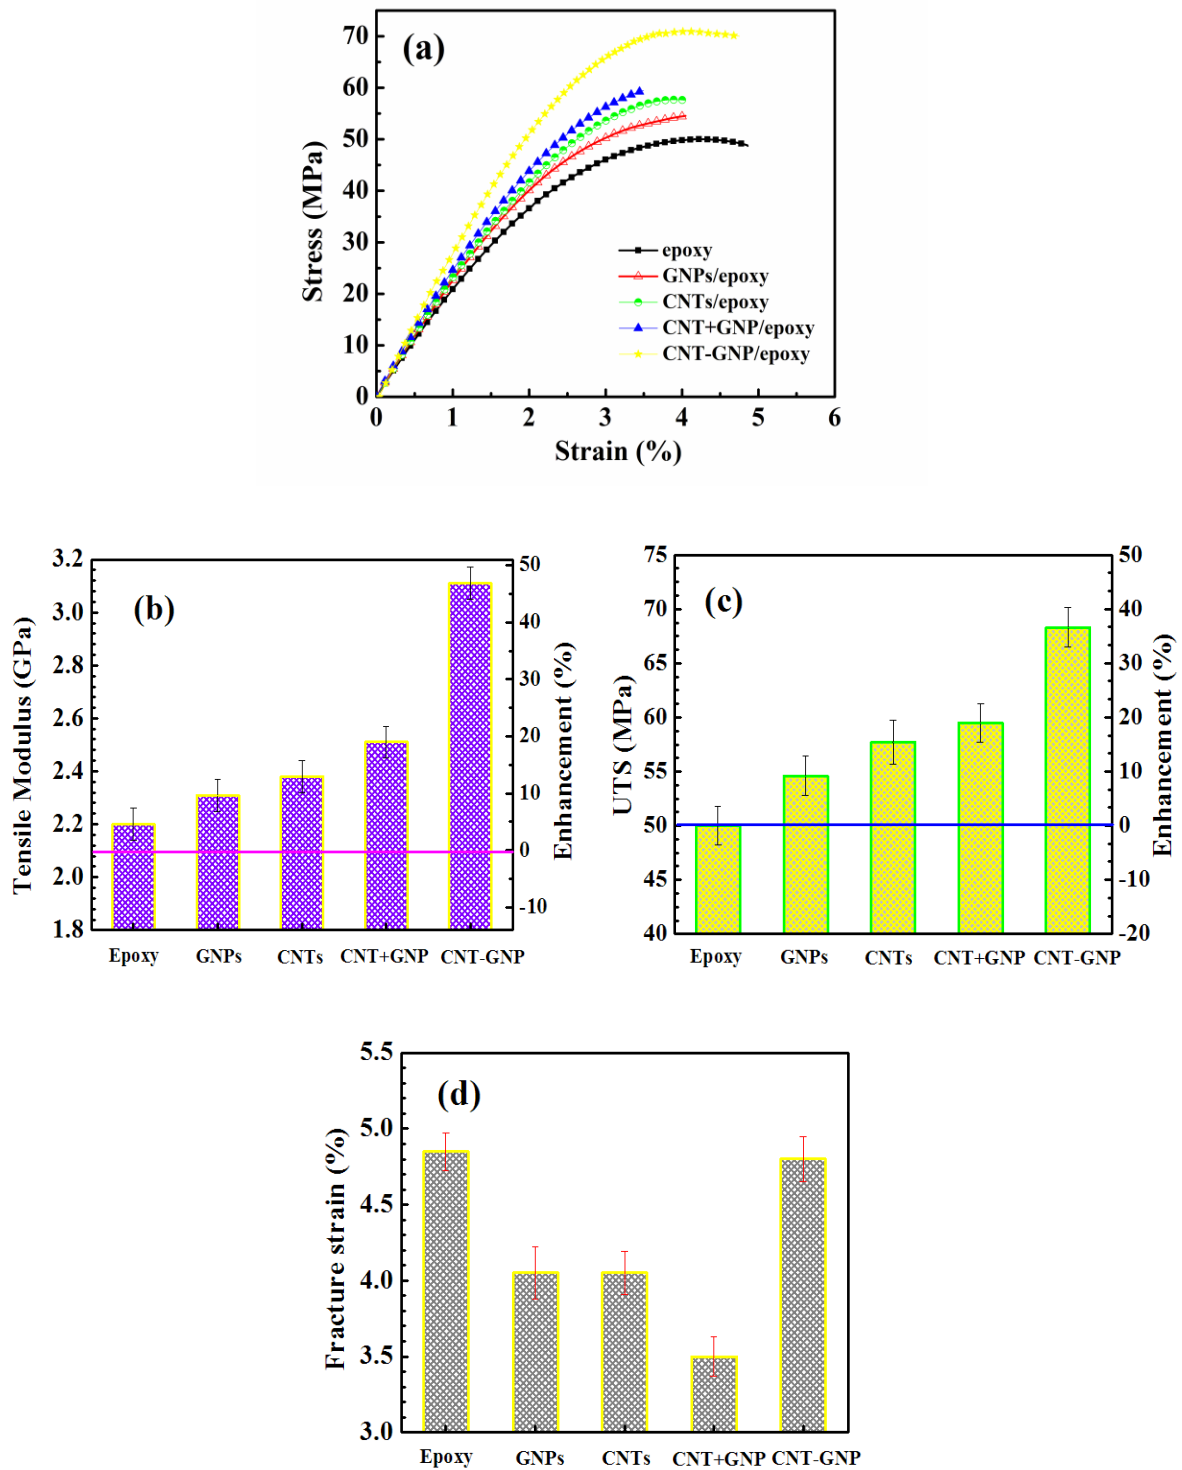 (a)
Stress (MPa)
70
60
50
40
30
20
10
0
epoxy
GNPs/epoxy
CNTs/epoxy
CNT+GNP/epoxy
CNT-GNP/epoxy
0 1 2 3 4 5 6
Strain (%)
(b)
Tensile Modulus (GPa)
3.2
3.0
2.8
2.6
2.4
2.2
2.0
1.8
50
40
30
20
10
0
-10
Enhancement (%)
Epoxy GNPs CNTs CNT+GNP CNT-GNP
(c)
UTS (MPa)
75
70
65
60
55
50
45
40
50
40
30
20
10
0
-10
-20
Enhancement (%)
Epoxy GNPs CNTs CNT+GNP CNT-GNP
(d)
Fracture strain (%)
5.5
5.0
4.5
4.0
3.5
3.0
Epoxy GNPs CNTs CNT+GNP CNT-GNP